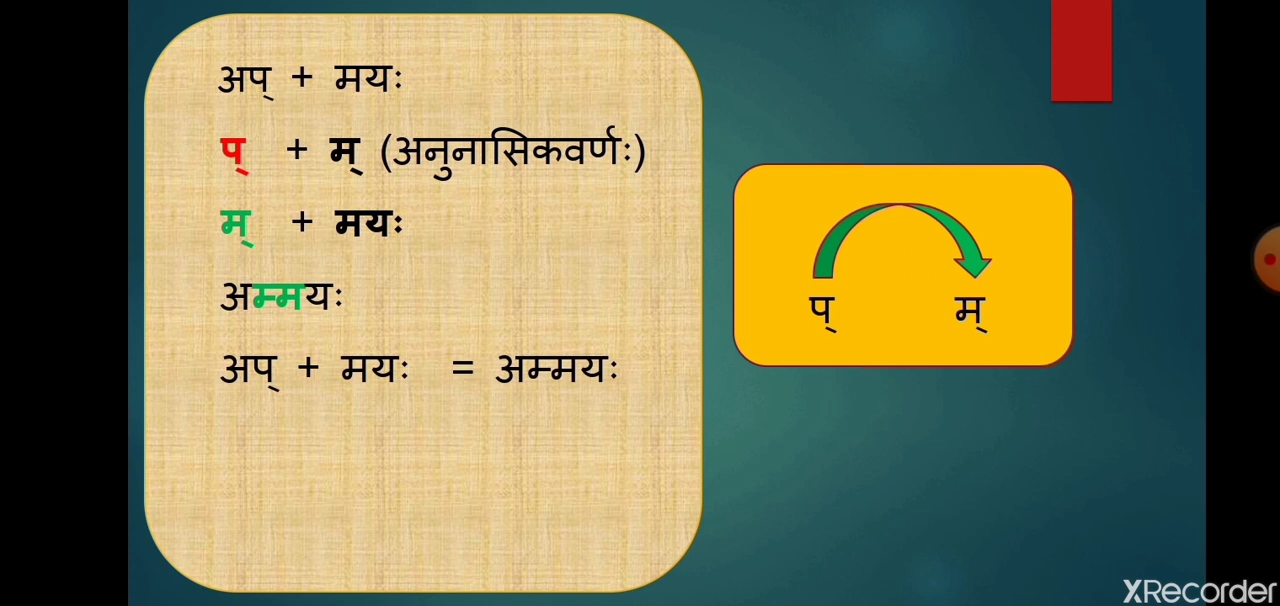 अप् + मयः
प् + म् (अनुनासिकवर्णः)
म् + मयः
अम्मयः
अप् + मयः = अम्मयः
प् म्
XRecorder